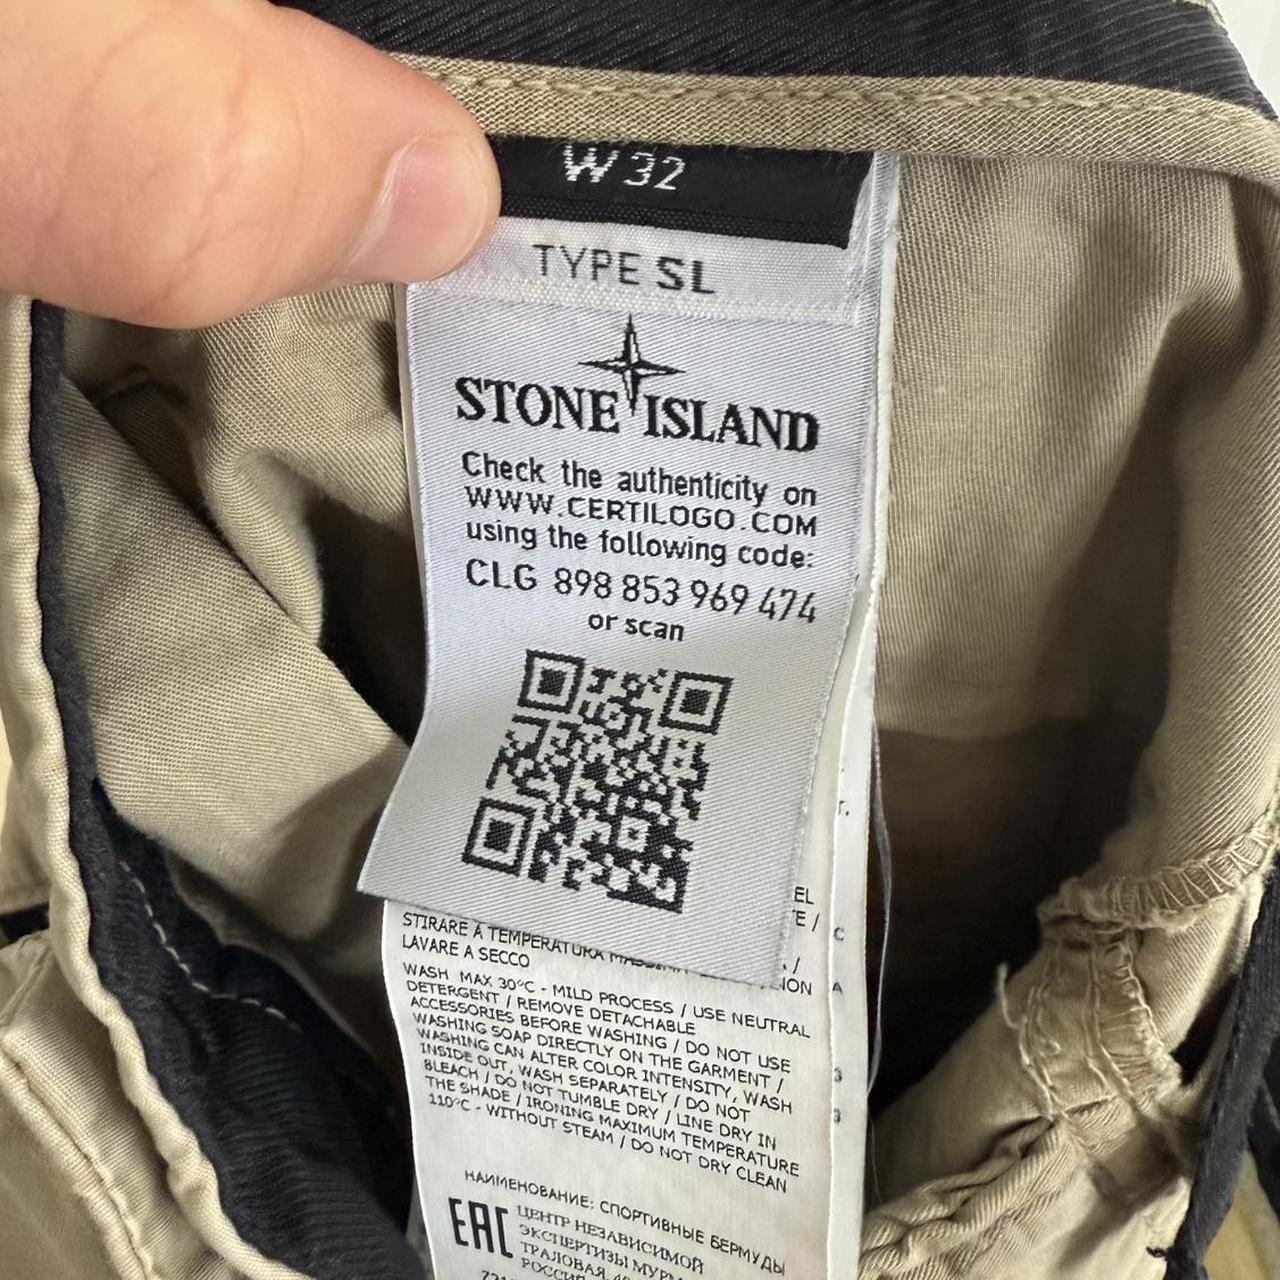 W 32
TYPE SL
STONE ISLAND
Check the authenticity on
WWW.CERTILOGO.COM
using the following code:
CLG 898 853 969 474
or scan
STIRARE A TEMPERATURA
LAVARE A SECCO
WASH MAX 30°C - MILD PROCESS / USE NEUTRAL
DETERGENT / REMOVE DETACHABLE
ACCESSORIES BEFORE WASHING / DO NOT USE
WASHING SOAP DIRECTLY ON THE GARMENT /
WASHING CAN ALTER COLOR INTENSITY, WASH
INSIDE OUT, WASH SEPARATELY / DO NOT
BLEACH / DO NOT TUMBLE DRY / LINE DRY IN
THE SHADE / IRONING MAXIMUM TEMPERATURE
110°C - WITHOUT STEAM / DO NOT DRY CLEAN
НАИМЕНОВАНИЕ: СПОРТИВНЫЕ БЕРМУДЫ
EAC
ЦЕНТР НЕЗАВИСИМОЙ
ЭКСПЕРТИЗЫ МУРМ
ТРАЛОВАЯ,
РОССИ